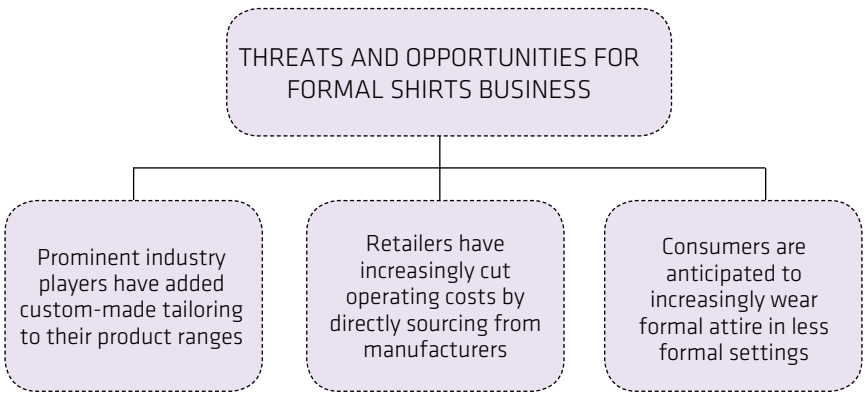 THREATS AND OPPORTUNITIES FOR
FORMAL SHIRTS BUSINESS
Prominent industry
players have added
custom-made tailoring
to their product ranges
Retailers have
increasingly cut
operating costs by
directly sourcing from
manufacturers
Consumers are
anticipated to
increasingly wear
formal attire in less
formal settings